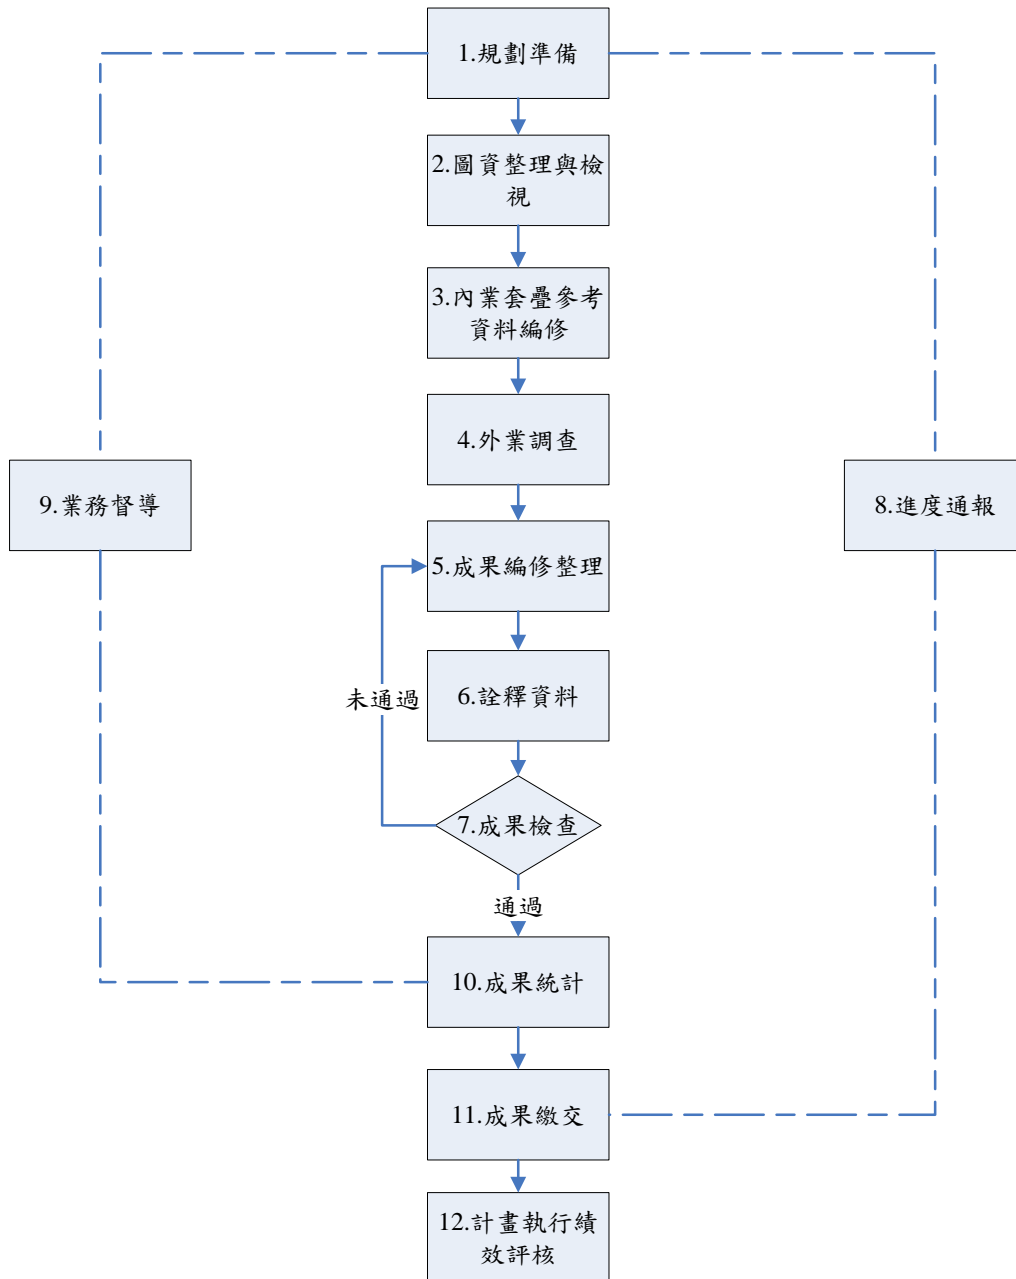 1.規劃準備
2.圖資整理與檢
視
3.內業套疊參考
資料編修
4.外業調查
9.業務督導
8.進度通報
5.成果編修整理
未通過
6.詮釋資料
7.成果檢查
通過
10.成果統計
11.成果繳交
12.計畫執行績
效評核